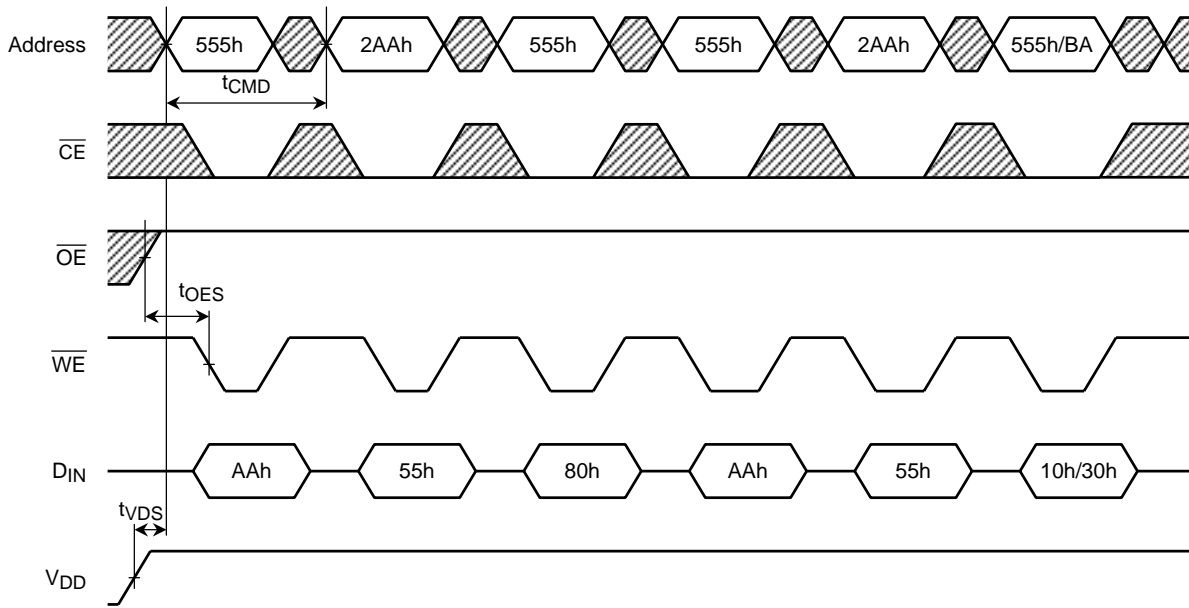 Address 555h 2AAh 555h 555h 2AAh 555h/BA
tCMD
CE
OE
tOES
WE
DIN AAh 55h 80h AAh 55h 10h/30h
tVDS
VDD